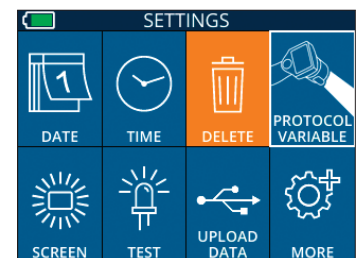 SETTINGS
1
DATE
TIME
DELETE
PROTOCOL
VARIABLE
SCREEN
TEST
UPLOAD
DATA
MORE